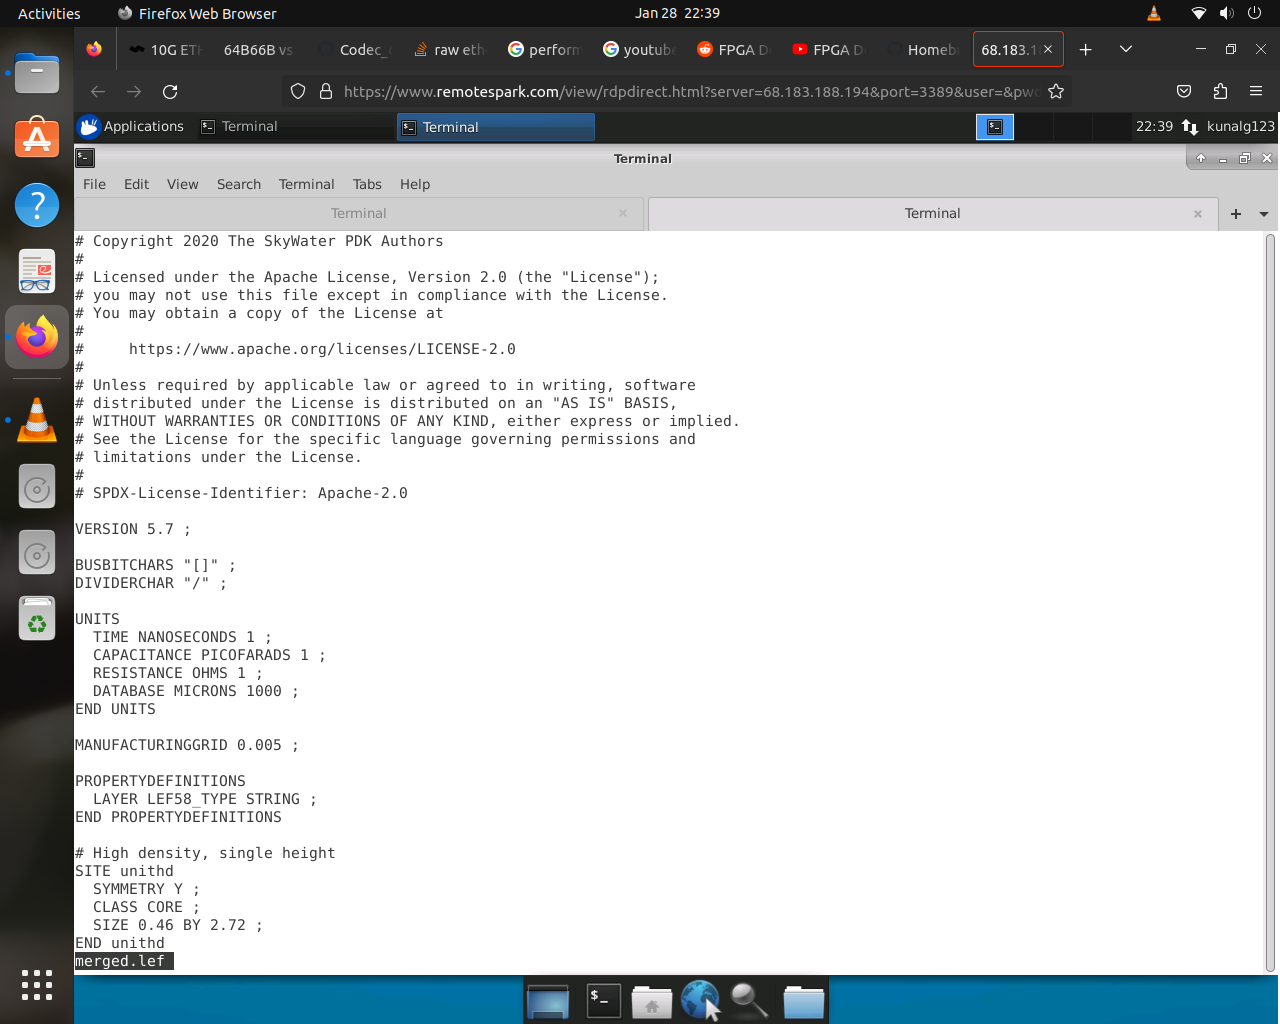 Activities
Firefox Web Browser
Jan 28 22:39
10G ETH
64B66B vs
Codec_
raw eth
perform
youtube
FPGA D
FPGA D
Homeb
68.183.1
https://www.remotespark.com/view/rdpdirect.html?server=68.183.188.194&port=3389&user=&pwd
Applications
Terminal
Terminal
22:39
kunalg123
Terminal
File Edit View Search Terminal Tabs Help
Terminal
Terminal
# Copyright 2020 The SkyWater PDK Authors
#
# Licensed under the Apache License, Version 2.0 (the "License");
# you may not use this file except in compliance with the License.
# You may obtain a copy of the License at
#
#     https://www.apache.org/licenses/LICENSE-2.0
#
# Unless required by applicable law or agreed to in writing, software
# distributed under the License is distributed on an "AS IS" BASIS,
# WITHOUT WARRANTIES OR CONDITIONS OF ANY KIND, either express or implied.
# See the License for the specific language governing permissions and
# limitations under the License.
#
# SPDX-License-Identifier: Apache-2.0
VERSION 5.7 ;
BUSBITCHARS "[]" ;
DIVIDERCHAR "/" ;
UNITS
  TIME NANOSECONDS 1 ;
  CAPACITANCE PICOFARADS 1 ;
  RESISTANCE OHMS 1 ;
  DATABASE MICRONS 1000 ;
END UNITS
MANUFACTURINGGRID 0.005 ;
PROPERTYDEFINITIONS
  LAYER LEF58_TYPE STRING ;
END PROPERTYDEFINITIONS
# High density, single height
SITE unithd
  SYMMETRY Y ;
  CLASS CORE ;
  SIZE 0.46 BY 2.72 ;
END unithd
merged.lef